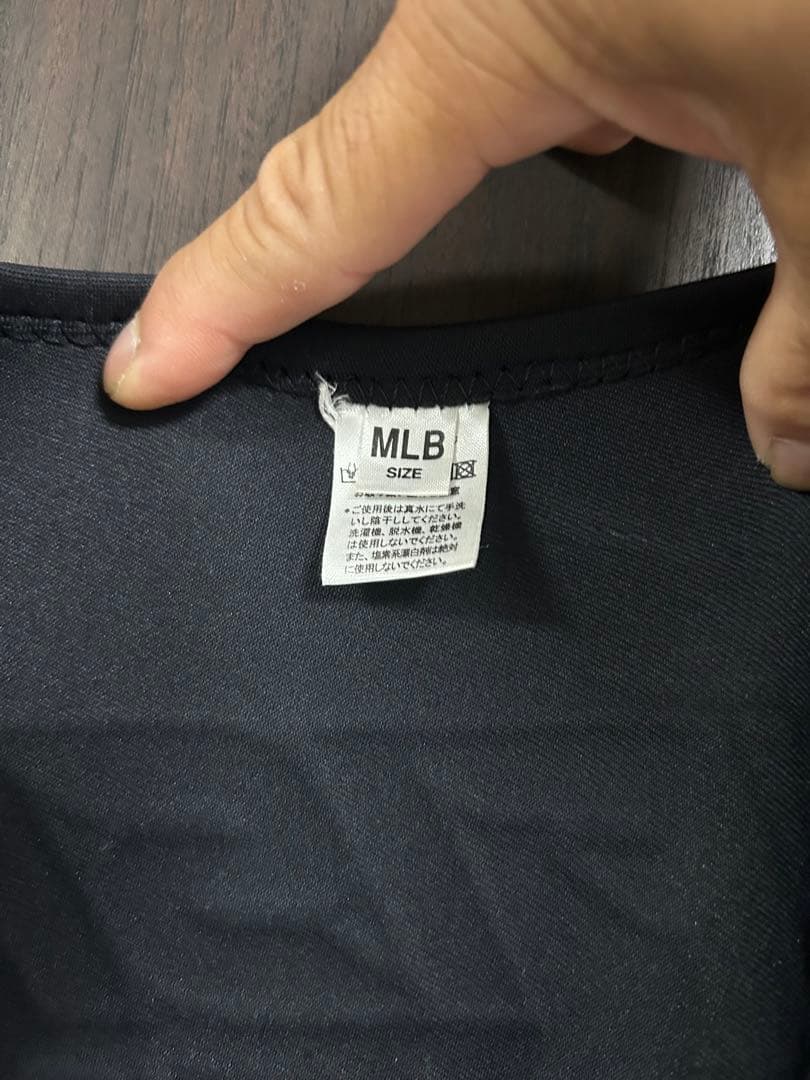 MLB
SIZE
*ご使用後は真水にて手洗
いし陰干ししてください。
洗濯機、脱水機、乾燥機
は使用しないでください。
また、塩素系漂白剤は絶対
に使用しないでください。